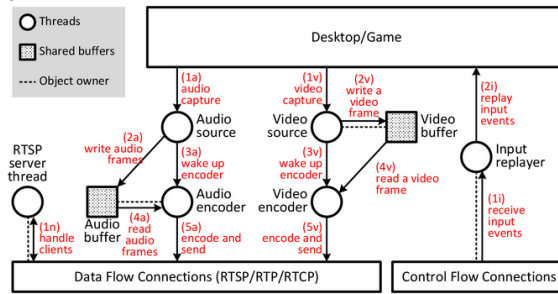 Threads
Shared buffers
Object owner
Desktop/Game
(1a)
audio
capture
(1v)
video
capture
(2v)
write a
video
frame
(2i)
replay
input
events
(2a)
write audio
frames
Audio
source
Video
source
Video
buffer
(3a)
wake up
encoder
(3v)
wake up
encoder
(4v)
read a video
frame
Input
replayer
RTSP
server
thread
Audio
encoder
Video
encoder
(1i)
receive
input
events
(1n)
handle
clients
Audio
buffer
(4a)
read
audio
frames
(5a)
encode and
send
(5v)
encode and
send
Data Flow Connections (RTSP/RTP/RTCP)
Control Flow Connections